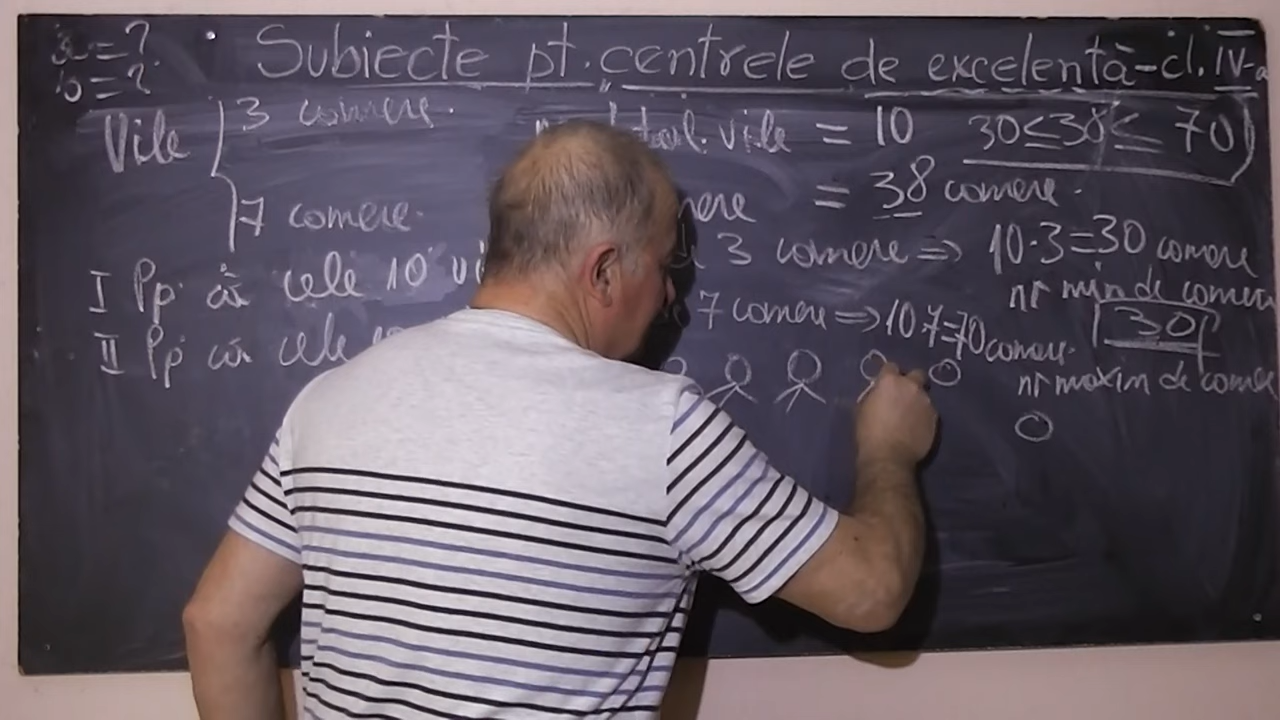 a=?
b=?
Subiecte pt. centrele de excelență-cl. IV-a
Vile
3 camere.
7 camere.
total. vile = 10 30≤38≤70)
= 38 camere.
I Pp. că cele 10 3 camere ⇒ 10·3=30 camere
nr min de camere
30
II Pp că cele 7 camere ⇒ 10·7=70 camere.
nr maxim de camere